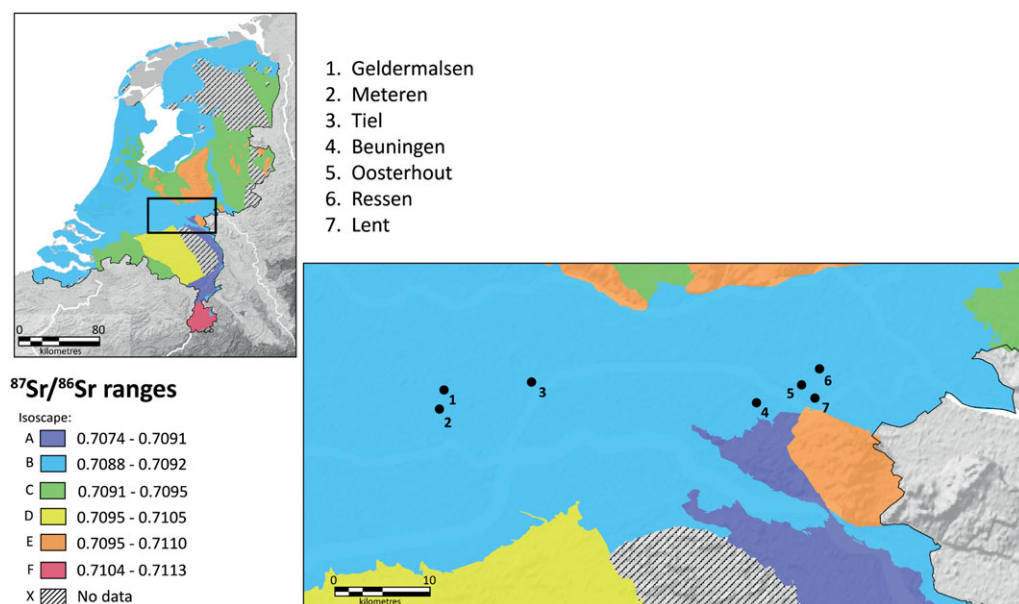 0
80
kilometres
1. Geldermalsen
2. Meteren
3. Tiel
4. Beuningen
5. Oosterhout
6. Ressen
7. Lent
⁸⁷Sr/⁸⁶Sr ranges
Isoscape:
A 0.7074 - 0.7091
B 0.7088 - 0.7092
C 0.7091 - 0.7095
D 0.7095 - 0.7105
E 0.7095 - 0.7110
F 0.7104 - 0.7113
X No data
1
2
3
4
5
6
7
0
10
kilometres